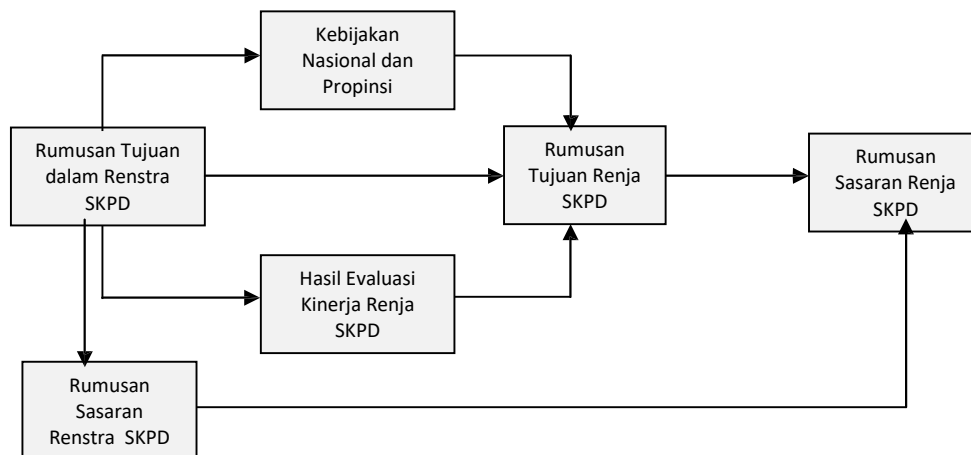 Kebijakan
Nasional dan
Propinsi
Rumusan Tujuan
dalam Renstra
SKPD
Rumusan
Tujuan Renja
SKPD
Rumusan
Sasaran Renja
SKPD
Hasil Evaluasi
Kinerja Renja
SKPD
Rumusan
Sasaran
Renstra SKPD